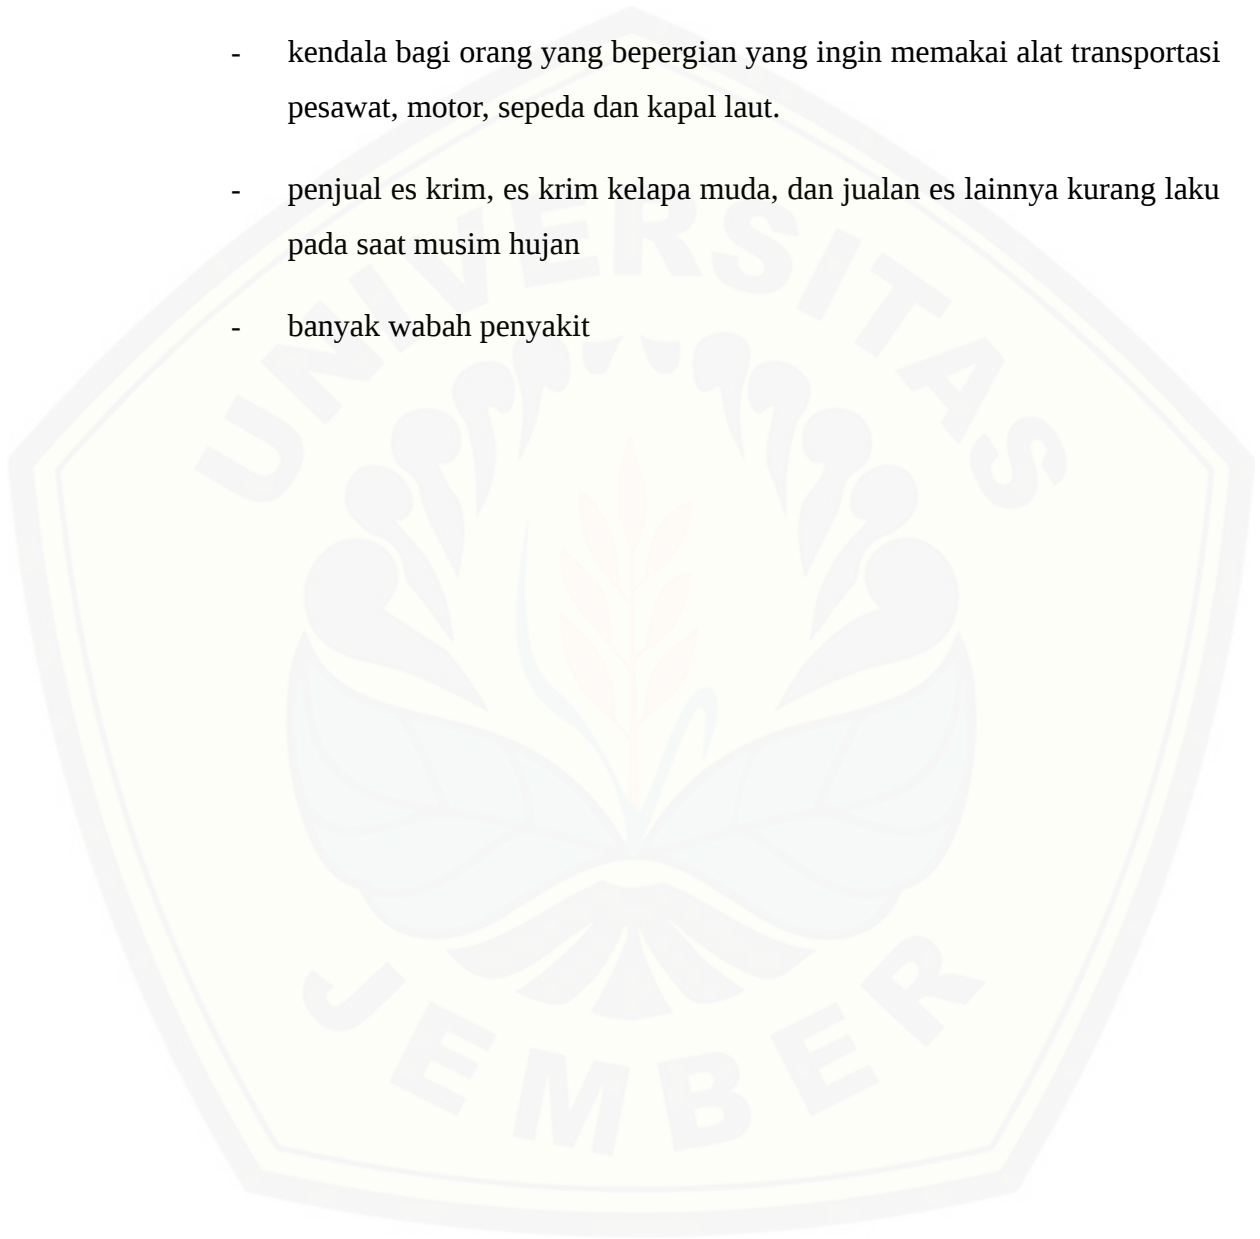 - kendala bagi orang yang bepergian yang ingin memakai alat transportasi
pesawat, motor, sepeda dan kapal laut.
- penjual es krim, es krim kelapa muda, dan jualan es lainnya kurang laku
pada saat musim hujan
- banyak wabah penyakit
UNIVERSITAS
JEMBER